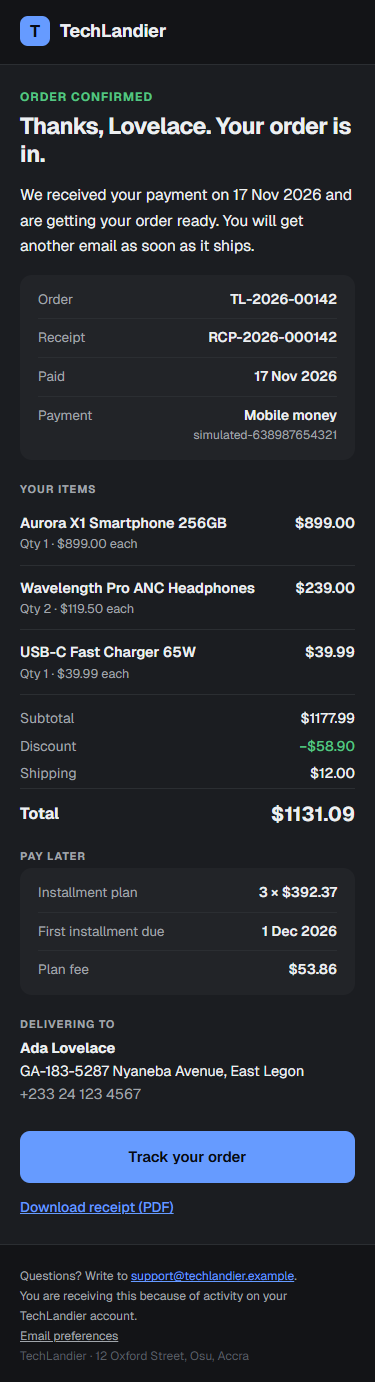 T TechLandier
ORDER CONFIRMED
Thanks, Lovelace. Your order is
in.
We received your payment on 17 Nov 2026 and
are getting your order ready. You will get
another email as soon as it ships.
Order TL-2026-00142
Receipt RCP-2026-000142
Paid 17 Nov 2026
Payment Mobile money
simulated-638987654321
YOUR ITEMS
Aurora X1 Smartphone 256GB $899.00
Qty 1 · $899.00 each
Wavelength Pro ANC Headphones $239.00
Qty 2 · $119.50 each
USB-C Fast Charger 65W $39.99
Qty 1 · $39.99 each
Subtotal $1177.99
Discount −$58.90
Shipping $12.00
Total $1131.09
PAY LATER
Installment plan 3 × $392.37
First installment due 1 Dec 2026
Plan fee $53.86
DELIVERING TO
Ada Lovelace
GA-183-5287 Nyaneba Avenue, East Legon
+233 24 123 4567
Track your order
Download receipt (PDF)
Questions? Write to support@techlandier.example.
You are receiving this because of activity on your
TechLandier account.
Email preferences
TechLandier · 12 Oxford Street, Osu, Accra